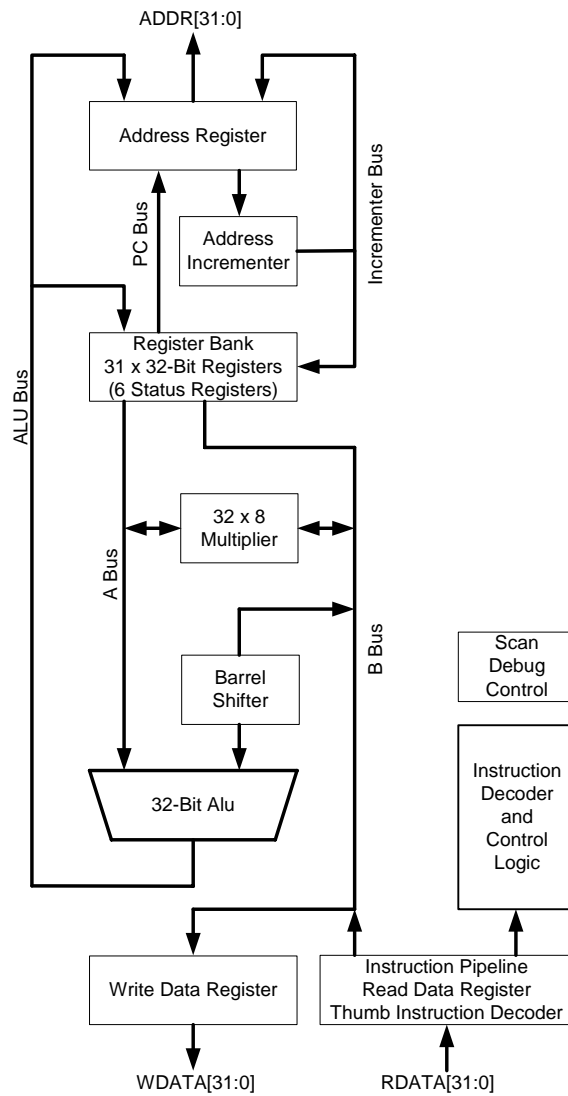 ADDR[31:0]
Address Register
PC Bus
Address
Incrementer
Incrementer Bus
ALU Bus
Register Bank
31 x 32-Bit Registers
(6 Status Registers)
A Bus
32 x 8
Multiplier
B Bus
Barrel
Shifter
Scan
Debug
Control
32-Bit Alu
Instruction
Decoder
and
Control
Logic
Write Data Register
Instruction Pipeline
Read Data Register
Thumb Instruction Decoder
WDATA[31:0]
RDATA[31:0]